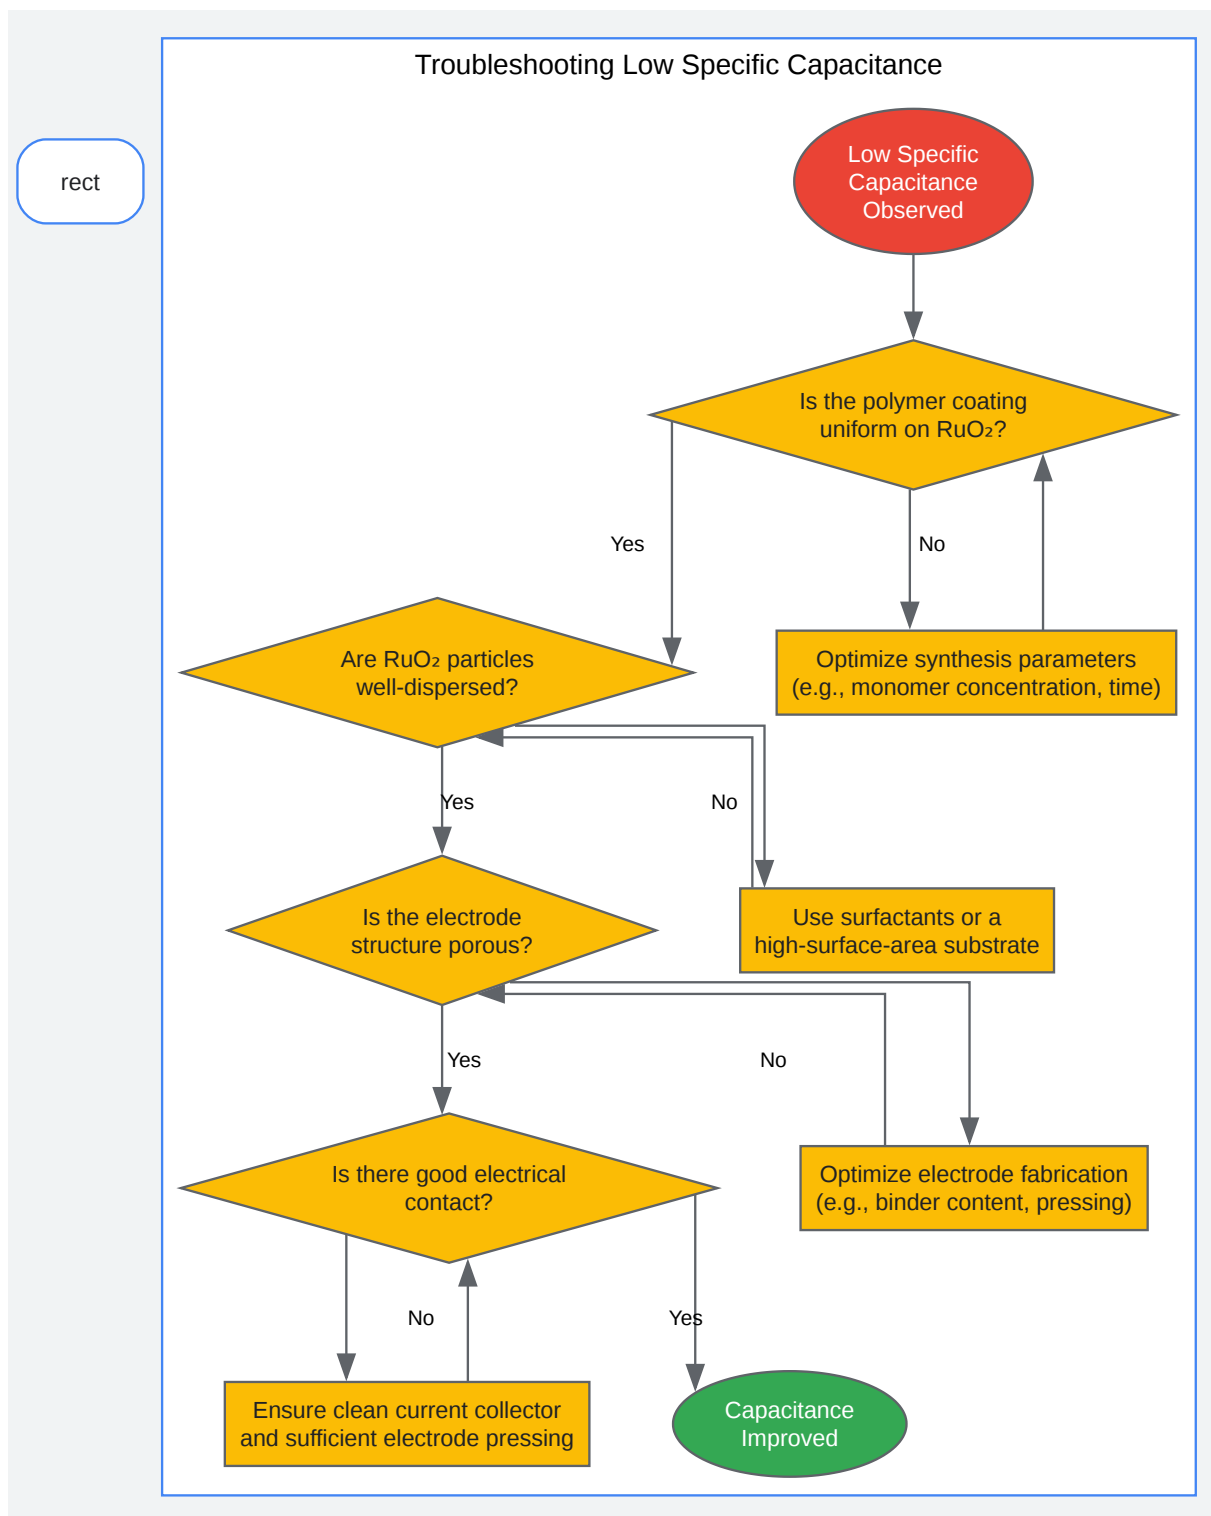 Troubleshooting Low Specific Capacitance
rect
Low Specific
Capacitance
Observed
Is the polymer coating
uniform on RuO₂?
Yes
No
Are RuO₂ particles
well-dispersed?
Optimize synthesis parameters
(e.g., monomer concentration, time)
Yes
No
Is the electrode
structure porous?
Use surfactants or a
high-surface-area substrate
Yes
No
Is there good electrical
contact?
Optimize electrode fabrication
(e.g., binder content, pressing)
No
Yes
Ensure clean current collector
and sufficient electrode pressing
Capacitance
Improved